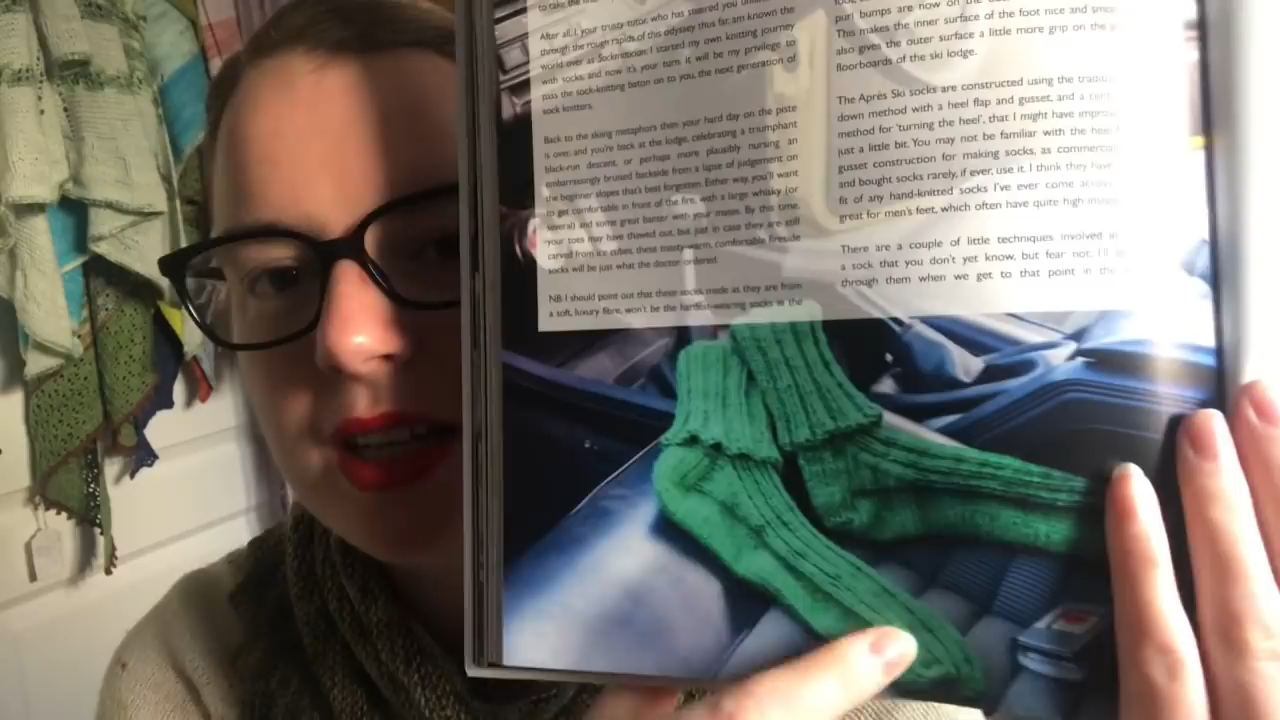 to take the
After all, I, your trusty tutor, who has steered you
through the rough rapids of this odyssey thus far, am known the
world over as Sockmatician. I started my own knitting journey
with socks, and now it's your turn. It will be my privilege to
pass the sock-knitting baton on to you, the next generation of
sock knitters.
Back to the skiing metaphors then: your hard day on the piste
is over, and you're back at the lodge, celebrating a triumphant
black-run descent, or perhaps more plausibly nursing an
embarrassingly bruised backside from a lapse of judgement on
the beginner slopes that's best forgotten. Either way, you'll want
to get comfortable in front of the fire, with a large whisky (or
several) and some great banter with your mates. By this time,
your toes may have thawed out, but just in case they are still
carved from ice cubes, these toasty-warm, comfortable fireside
socks will be just what the doctor ordered.
NB I should point out that these socks, made as they are from
a soft, luxury fibre, won't be the hardest-wearing socks in the
purl bumps are now on the
This makes the inner surface of the foot nice and
also gives the outer surface a little more grip on the
floorboards of the ski lodge.
The Après Ski socks are constructed using the
down method with a heel flap and gusset, and a
method for 'turning the heel', that I might have
just a little bit. You may not be familiar with the heel
gusset construction for making socks, as
and bought socks rarely, if ever, use it. I think they have
fit of any hand-knitted socks I've ever come
great for men's feet, which often have quite high
There are a couple of little techniques involved in
a sock that you don't yet know, but fear not. I'll
through them when we get to that point in the